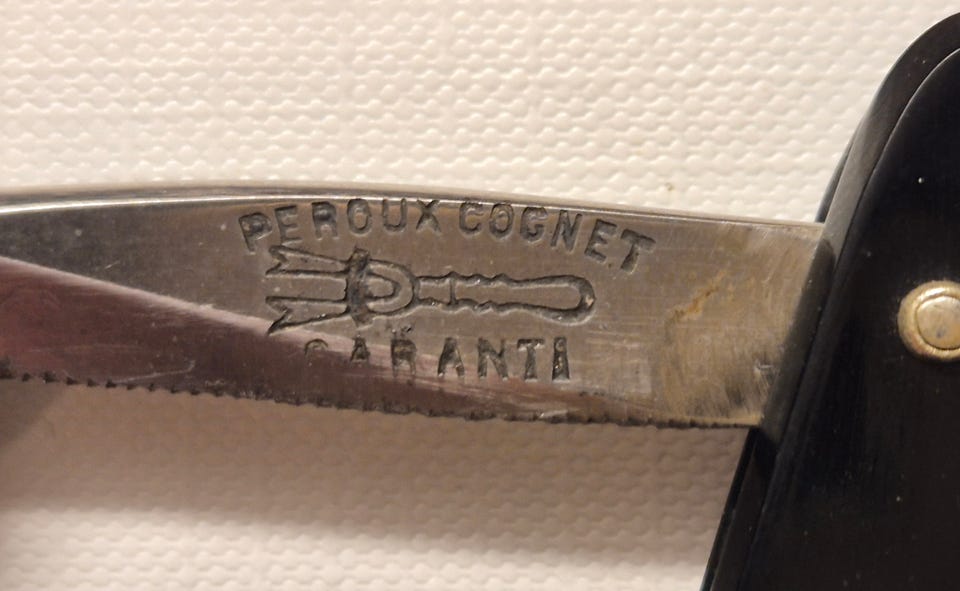 PEROUX COGNET
GARANTI